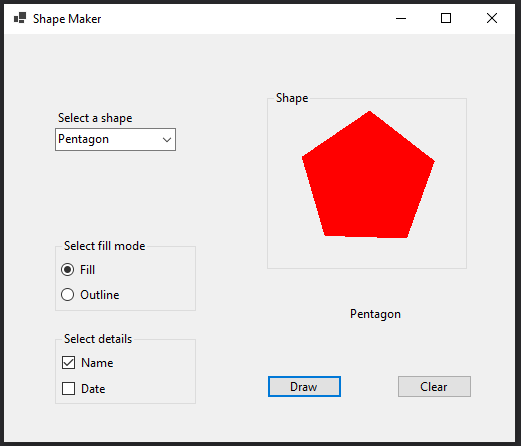 Shape Maker
Select a shape
Pentagon
Select fill mode
Fill
Outline
Select details
Name
Date
Shape
Pentagon
Draw
Clear